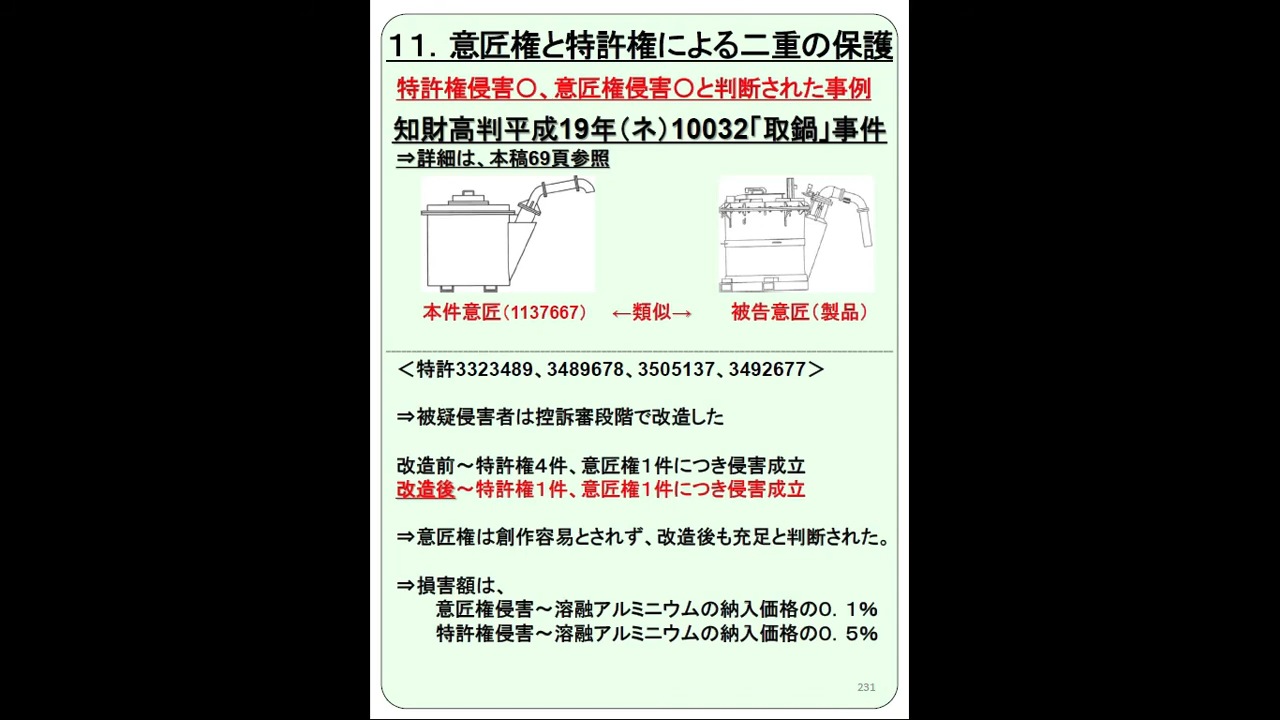 11．意匠権と特許権による二重の保護
特許権侵害〇、意匠権侵害〇と判断された事例
知財高判平成19年（ネ）10032「取鍋」事件
⇒詳細は、本稿69頁参照
本件意匠（1137667） ←類似→ 被告意匠（製品）
＜特許3323489、3489678、3505137、3492677＞
⇒被疑侵害者は控訴審段階で改造した
改造前～特許権４件、意匠権１件につき侵害成立
改造後～特許権１件、意匠権１件につき侵害成立
⇒意匠権は創作容易とされず、改造後も充足と判断された。
⇒損害額は、
意匠権侵害～溶融アルミニウムの納入価格の０．１％
特許権侵害～溶融アルミニウムの納入価格の０．５％
231